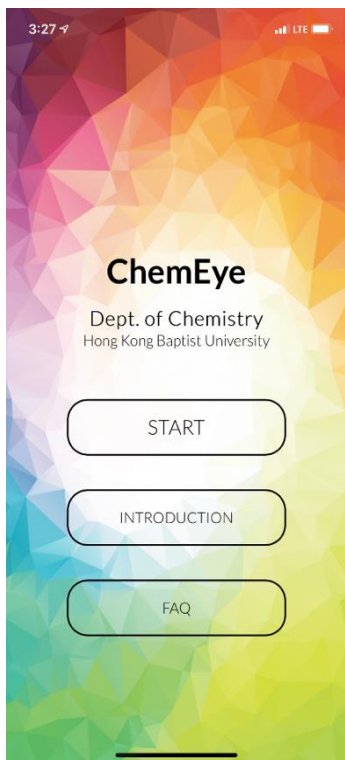 3:27 LTE
ChemEye
Dept. of Chemistry
Hong Kong Baptist University
START
INTRODUCTION
FAQ